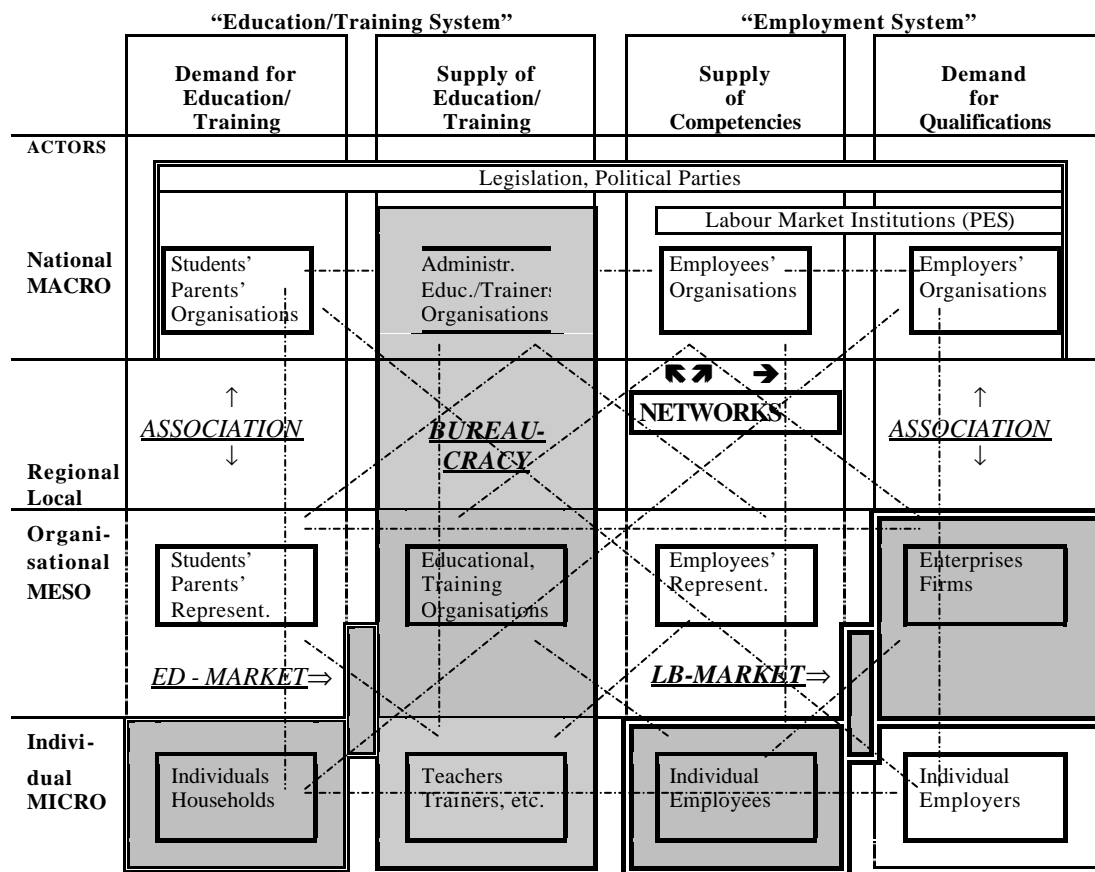 “Education/Training System”
“Employment System”
Demand for
Education/
Training
Supply of
Education/
Training
Supply
of
Competencies
Demand
for
Qualifications
ACTORS
Legislation, Political Parties
Labour Market Institutions (PES)
National
MACRO
Students’
Parents’
Organisations
Administr.
Educ./Trainers
Organisations
Employees’
Organisations
Employers’
Organisations
↑
ASSOCIATION
↓
BUREAU-
CRACY
↖↗ →
NETWORKS
↑
ASSOCIATION
↓
Regional
Local
Organi-
sational
MESO
Students’
Parents’
Represent.
Educational,
Training
Organisations
Employees’
Represent.
Enterprises
Firms
ED - MARKET⇒
LB-MARKET⇒
Indivi-
dual
MICRO
Individuals
Households
Teachers
Trainers, etc.
Individual
Employees
Individual
Employers